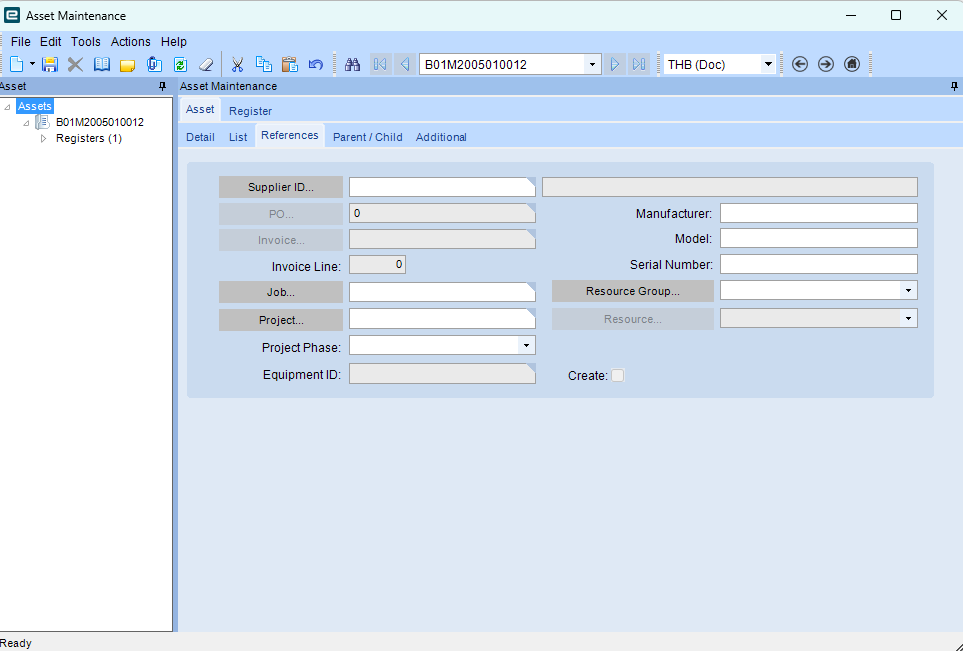 Asset Maintenance
File Edit Tools Actions Help
B01M2005010012 THB (Doc)
Asset
Asset Maintenance
Assets
B01M2005010012
Registers (1)
Asset Register
Detail List References Parent / Child Additional
Supplier ID...
PO... 0 Manufacturer:
Invoice... Model:
Invoice Line: 0 Serial Number:
Job... Resource Group...
Project... Resource...
Project Phase:
Equipment ID: Create:
Ready